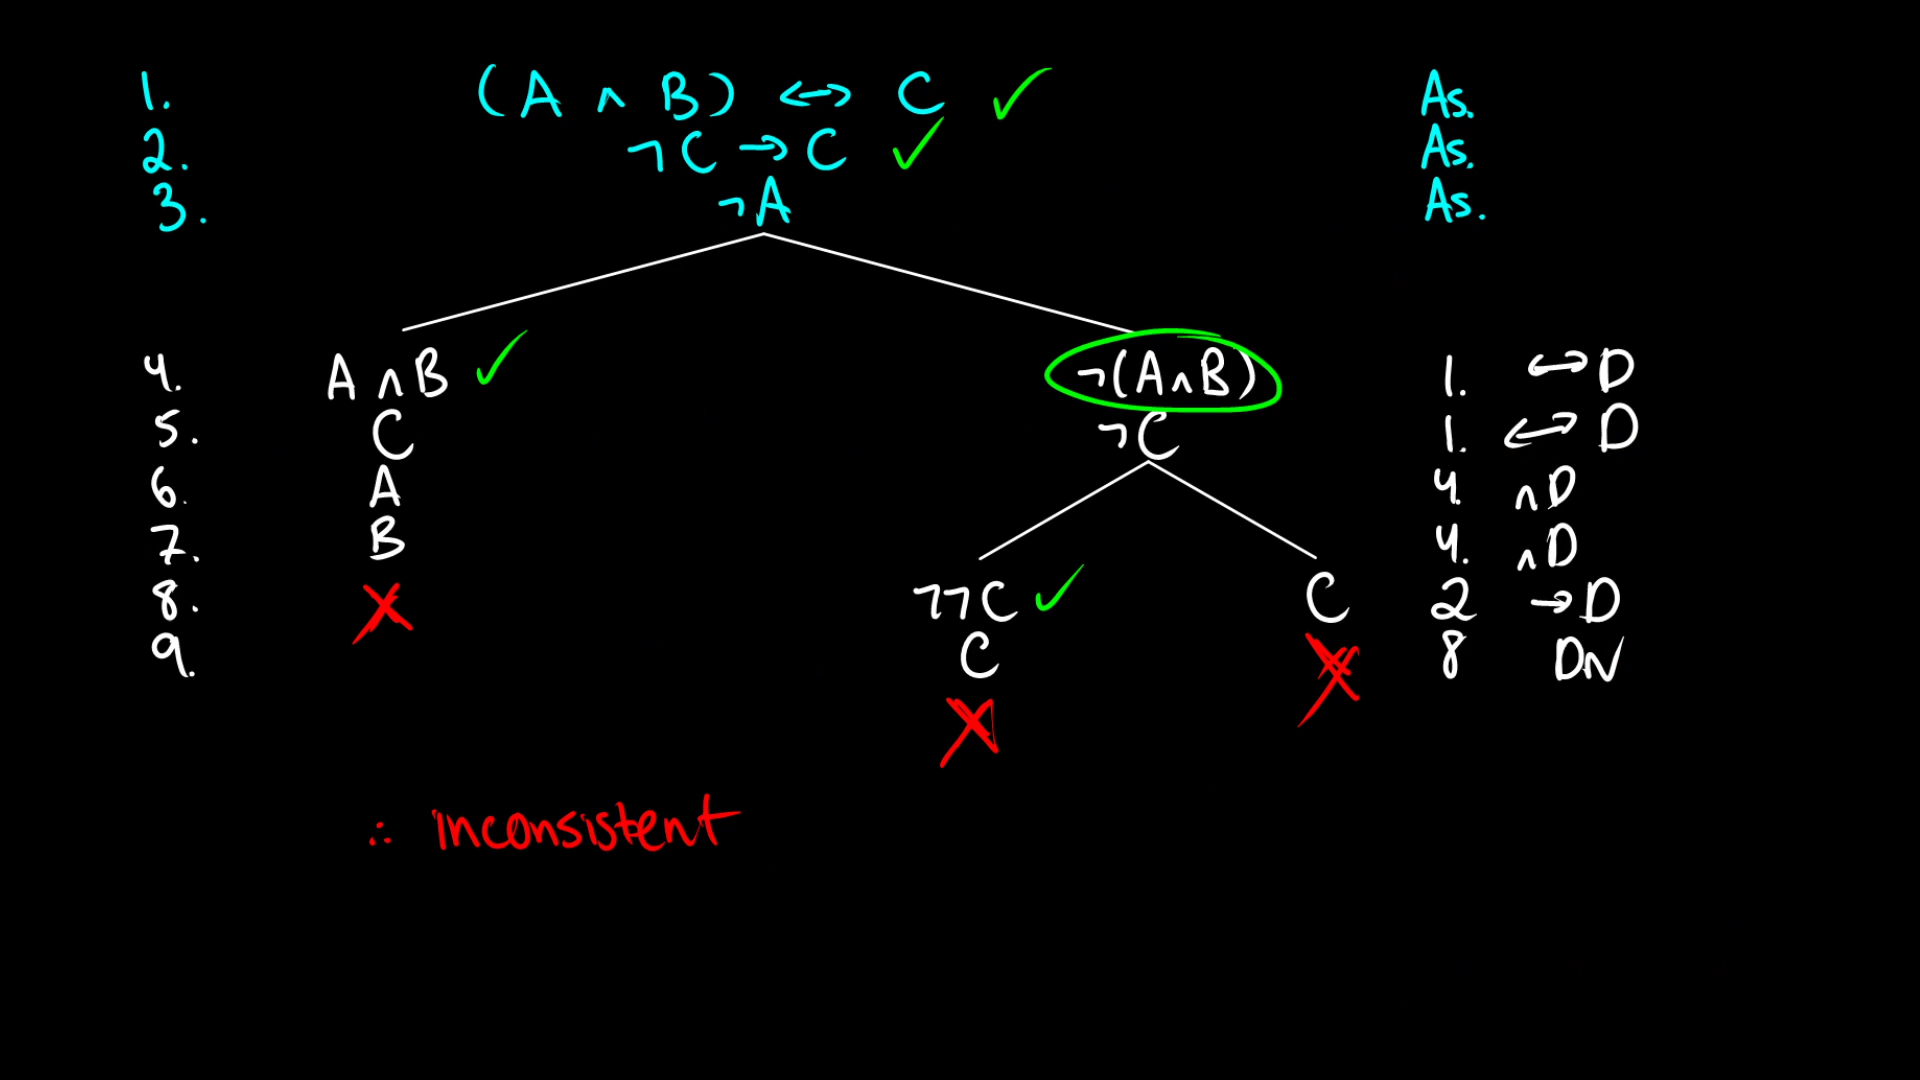 1. (A ∧ B) ↔ C ✓ As.
2. ¬C → C ✓ As.
3. ¬A As.
4. A ∧ B ✓ ¬(A∧B) 1. ↔D
5. C ¬C 1. ↔D
6. A 4. ∧D
7. B 4. ∧D
8. X ¬¬C ✓ C 2 →D
9. C X 8 DN
X
∴ inconsistent